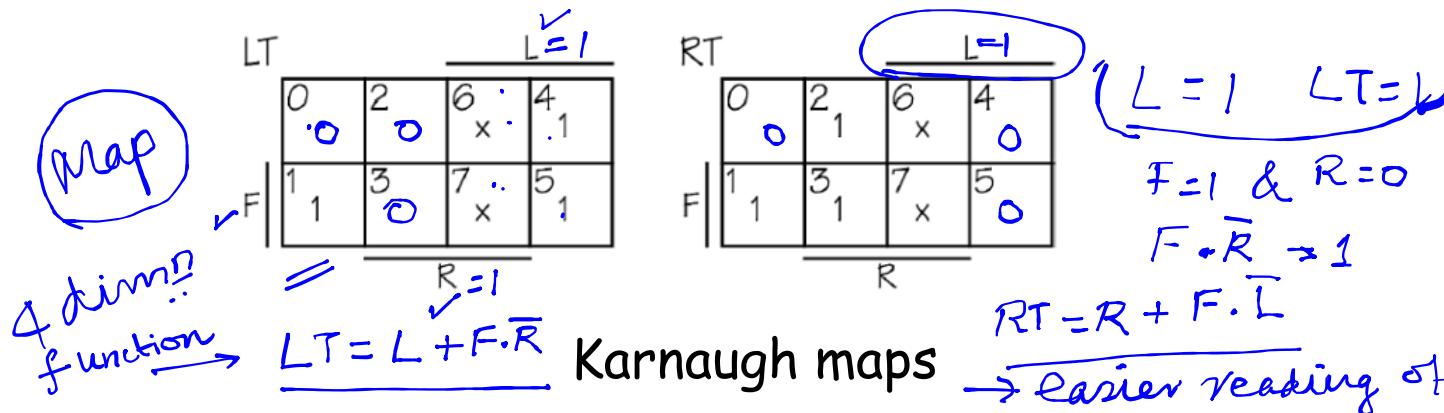 LT L=1
0 2 6 4
0 0 x 1
F 1 3 7 5
1 0 x 1
R=1
RT L=1
0 2 6 4
0 1 x 0
F 1 3 7 5
1 1 x 0
R
Map
L = 1 LT=1
F=1 & R=0
F.R̅ → 1
4 dimn
function → LT = L + F.R̅
Karnaugh maps
RT = R + F.L̅
→ easier reading of